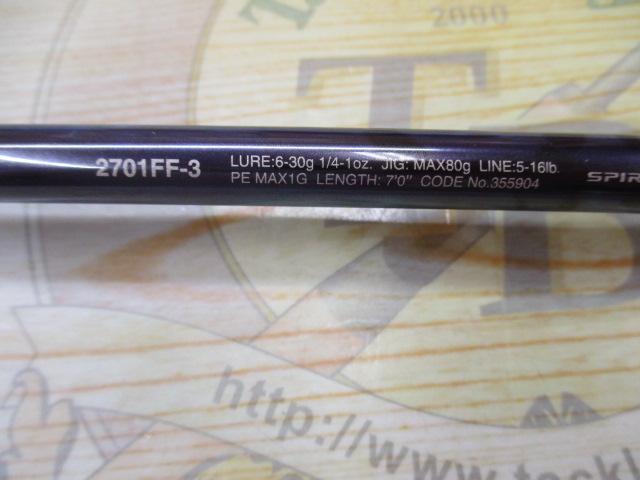 2000
T
B
2701FF-3
LURE:6-30g 1/4-1oz. JIG: MAX80g LINE:5-16lb.
PE MAX1G LENGTH: 7'0" CODE No.355904
SPIR
http://www.tackl